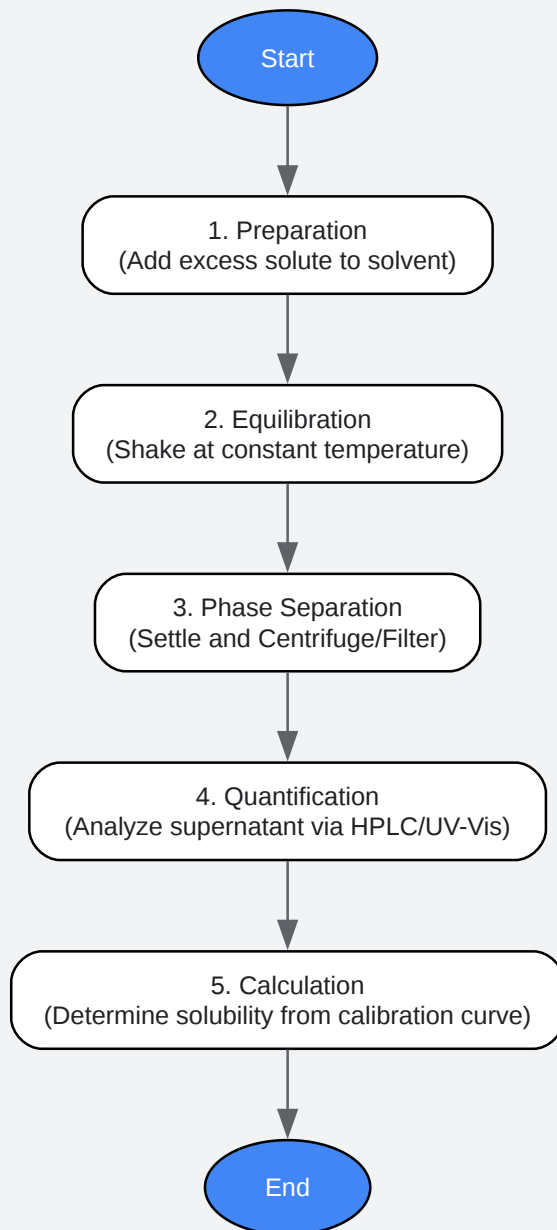 Start
1. Preparation
(Add excess solute to solvent)
2. Equilibration
(Shake at constant temperature)
3. Phase Separation
(Settle and Centrifuge/Filter)
4. Quantification
(Analyze supernatant via HPLC/UV-Vis)
5. Calculation
(Determine solubility from calibration curve)
End